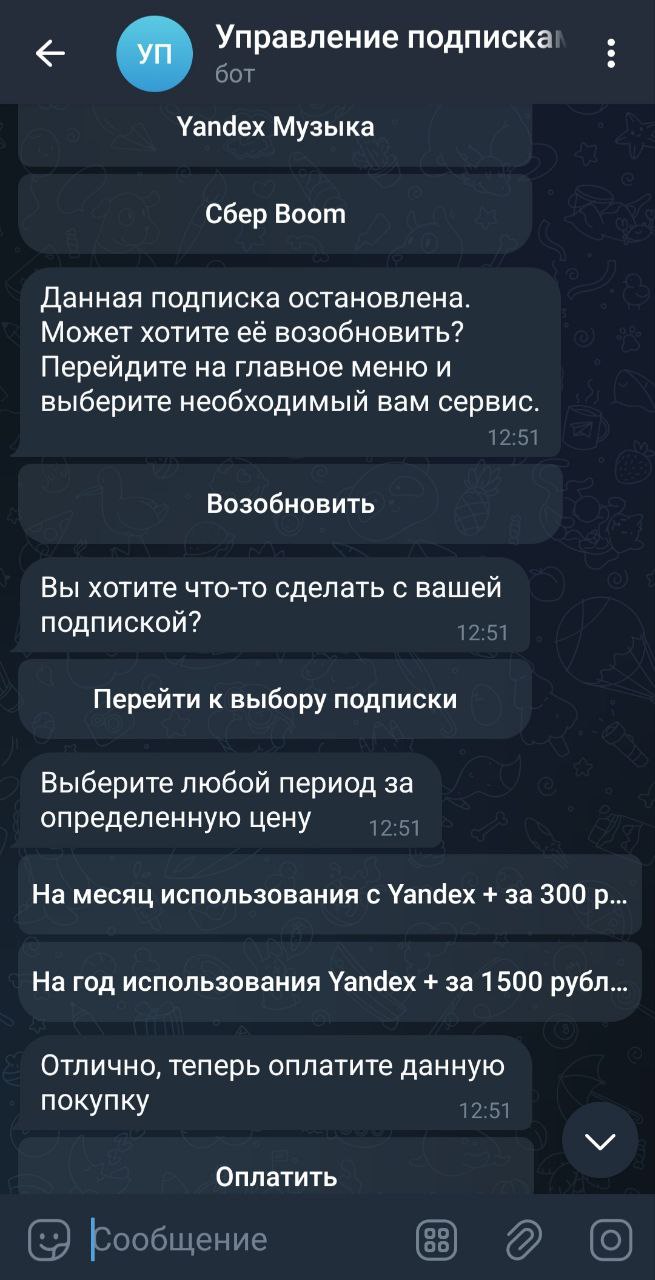 УП
Управление подпискам
бот
Yandex Музыка
Сбер Boom
Данная подписка остановлена.
Может хотите её возобновить?
Перейдите на главное меню и
выберите необходимый вам сервис.
12:51
Возобновить
Вы хотите что-то сделать с вашей
подпиской?
12:51
Перейти к выбору подписки
Выберите любой период за
определенную цену
12:51
На месяц использования с Yandex + за 300 р...
На год использования Yandex + за 1500 рубл...
Отлично, теперь оплатите данную
покупку
12:51
Оплатить
Сообщение